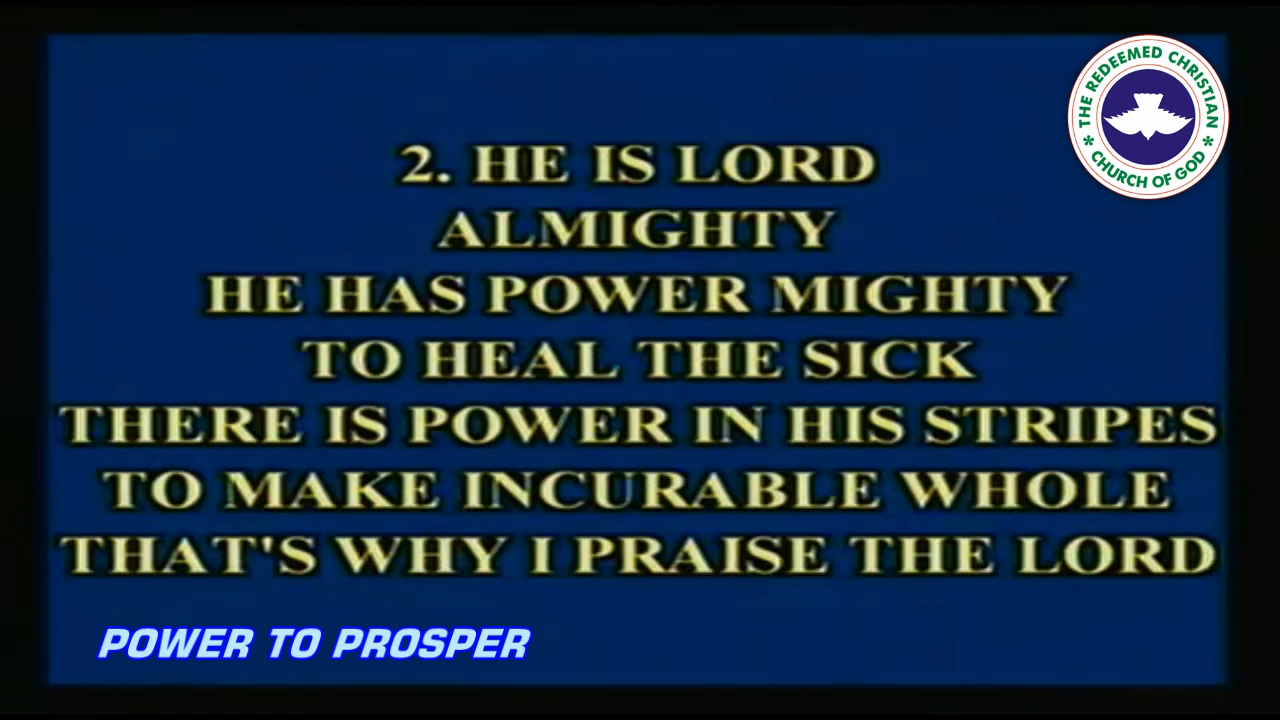 THE REDEEMED CHRISTIAN
* CHURCH OF GOD *
2. HE IS LORD
ALMIGHTY
HE HAS POWER MIGHTY
TO HEAL THE SICK
THERE IS POWER IN HIS STRIPES
TO MAKE INCURABLE WHOLE
THAT'S WHY I PRAISE THE LORD
POWER TO PROSPER